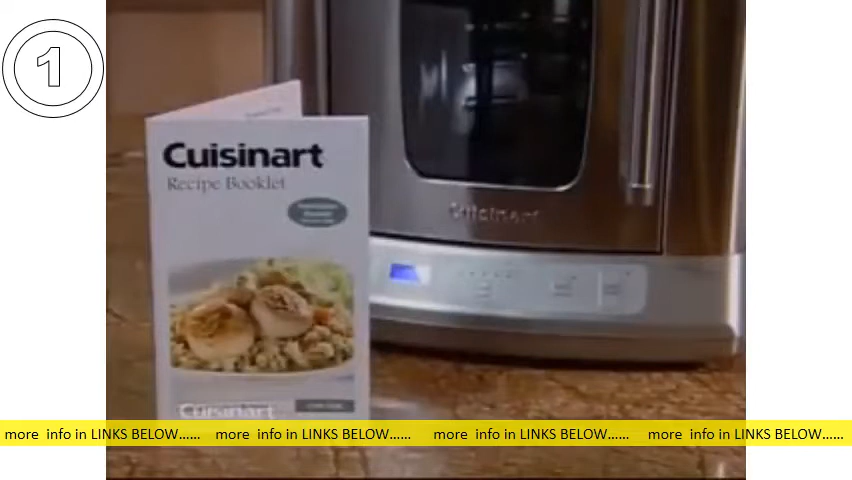 1
Cuisinart
Recipe Booklet
Cuisinart
Cuisinart
more info in LINKS BELOW...... more info in LINKS BELOW...... more info in LINKS BELOW...... more info in LINKS BELOW......